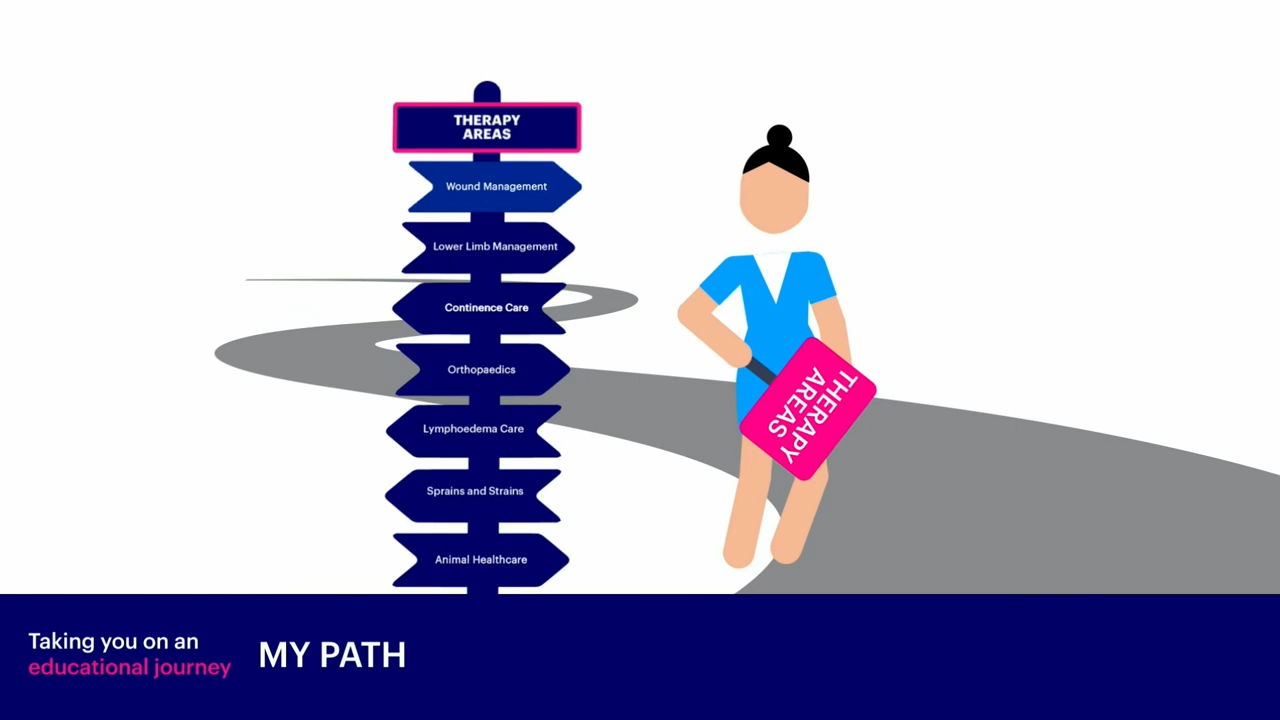 THERAPY
AREAS
Wound Management
Lower Limb Management
Continence Care
Orthopaedics
Lymphoedema Care
Sprains and Strains
Animal Healthcare
THERAPY
AREAS
Taking you on an
educational journey
MY PATH